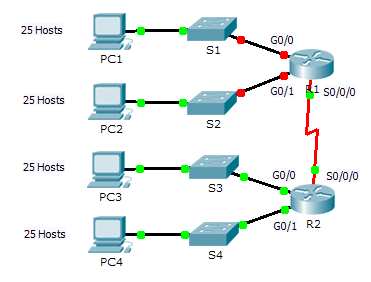 25 Hosts
PC1
S1
G0/0
R1
S0/0/0
25 Hosts
PC2
S2
G0/1
25 Hosts
PC3
S3
G0/0
S0/0/0
R2
25 Hosts
PC4
S4
G0/1